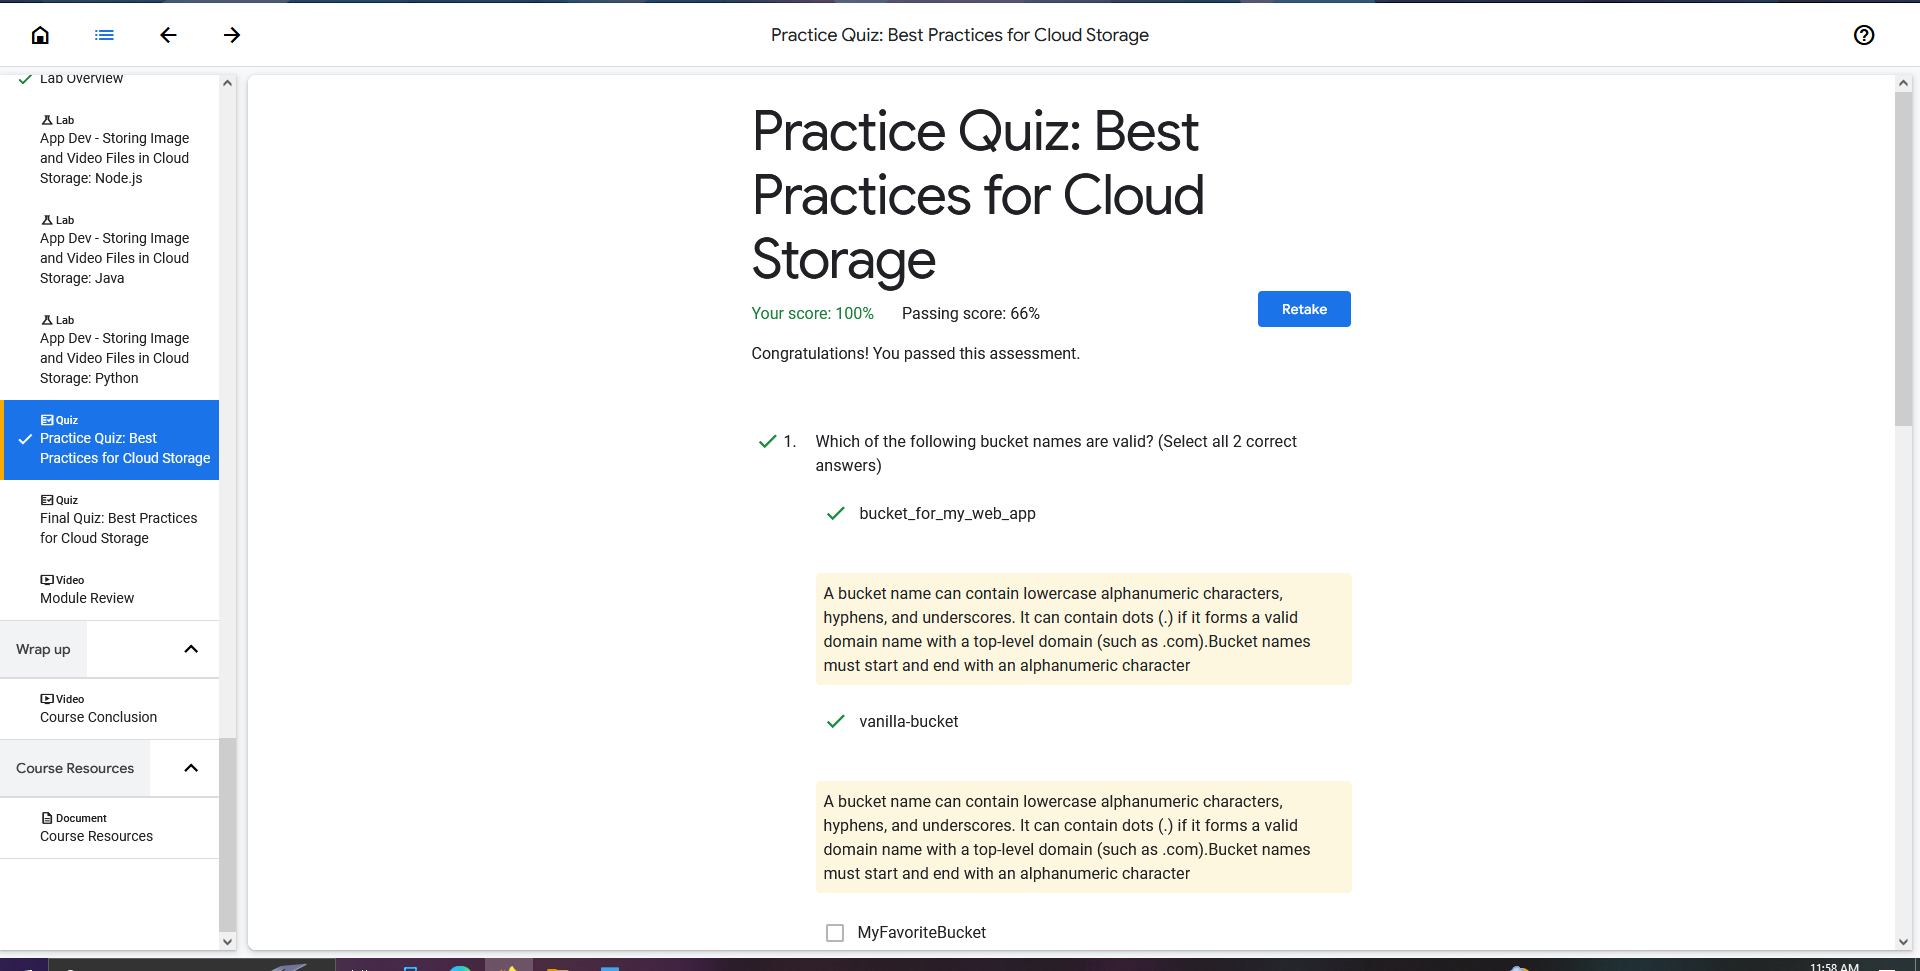 Practice Quiz: Best Practices for Cloud Storage
Lab Overview
Lab
App Dev - Storing Image
and Video Files in Cloud
Storage: Node.js
Lab
App Dev - Storing Image
and Video Files in Cloud
Storage: Java
Lab
App Dev - Storing Image
and Video Files in Cloud
Storage: Python
Quiz
Practice Quiz: Best
Practices for Cloud Storage
Quiz
Final Quiz: Best Practices
for Cloud Storage
Video
Module Review
Wrap up
Video
Course Conclusion
Course Resources
Document
Course Resources
Practice Quiz: Best
Practices for Cloud
Storage
Your score: 100% Passing score: 66%
Retake
Congratulations! You passed this assessment.
1. Which of the following bucket names are valid? (Select all 2 correct
answers)
bucket_for_my_web_app
A bucket name can contain lowercase alphanumeric characters,
hyphens, and underscores. It can contain dots (.) if it forms a valid
domain name with a top-level domain (such as .com).Bucket names
must start and end with an alphanumeric character
vanilla-bucket
A bucket name can contain lowercase alphanumeric characters,
hyphens, and underscores. It can contain dots (.) if it forms a valid
domain name with a top-level domain (such as .com).Bucket names
must start and end with an alphanumeric character
MyFavoriteBucket
11:58 AM